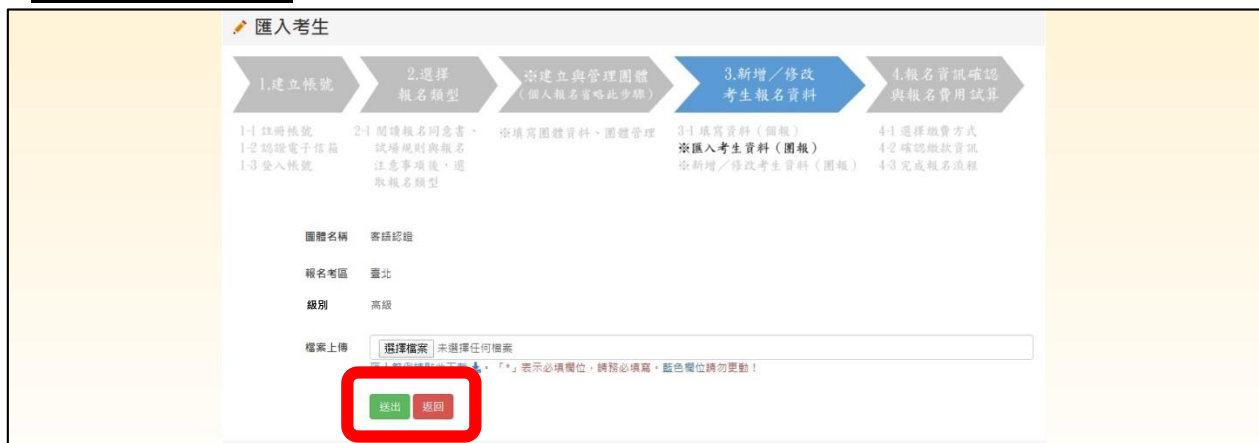 匯入考生
1.建立帳號
2.選擇
報名類型
※建立與管理團體
(個人報名省略此步驟)
3.新增／修改
考生報名資料
4.報名資訊確認
與報名費用試算
1-1 註冊帳號
1-2 認證電子信箱
1-3 登入帳號
2-1 閱讀報名同意書、
試場規則與報名
注意事項後，選
取報名類型
※填寫團體資料、團體管理
3-1 填寫資料（個報）
※匯入考生資料（團報）
※新增／修改考生資料（團報）
4-1 選擇繳費方式
4-2 確認繳款資訊
4-3 完成報名流程
團體名稱 客語認證
報名考區 臺北
級別 高級
檔案上傳 選擇檔案 未選擇任何檔案
「*」表示必填欄位，請務必填寫。藍色欄位請勿更動！
送出 返回